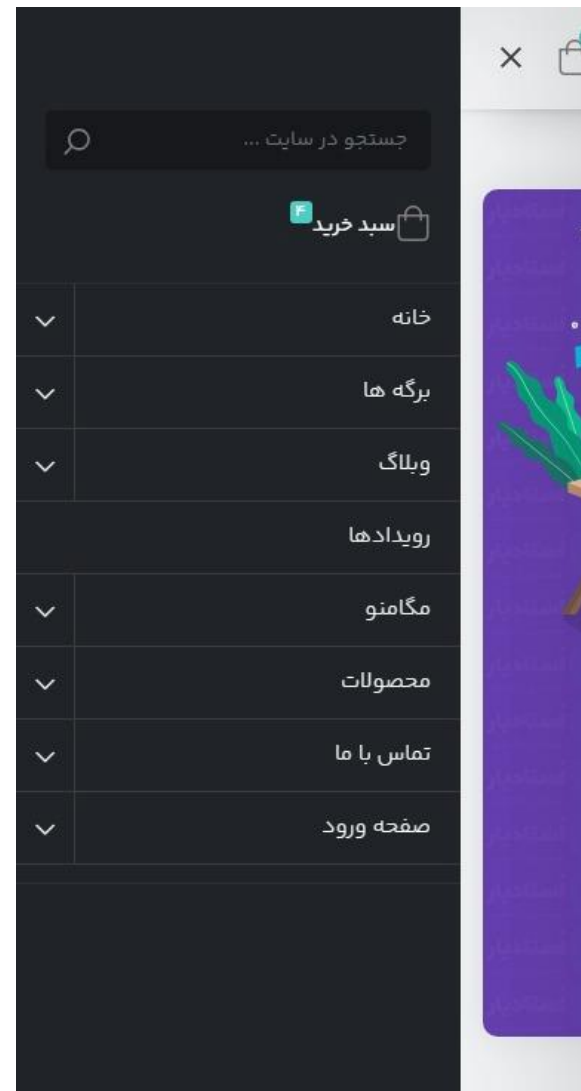 جستجو در سایت ...
سبد خرید ۴
خانه
برگه ها
وبلاگ
رویدادها
مگامنو
محصولات
تماس با ما
صفحه ورود